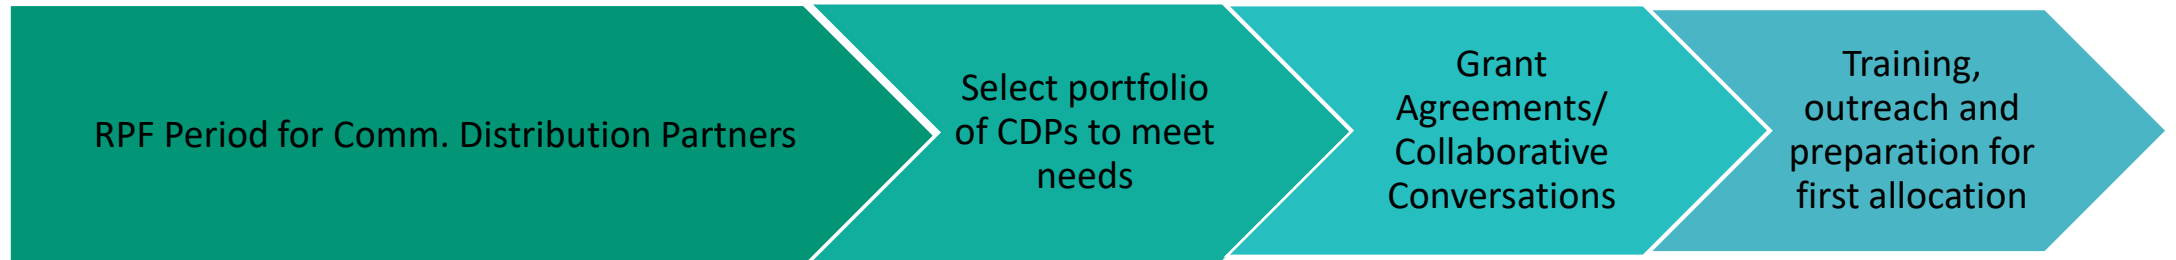 RPF Period for Comm. Distribution Partners
Select portfolio
of CDPs to meet
needs
Grant
Agreements/
Collaborative
Conversations
Training,
outreach and
preparation for
first allocation